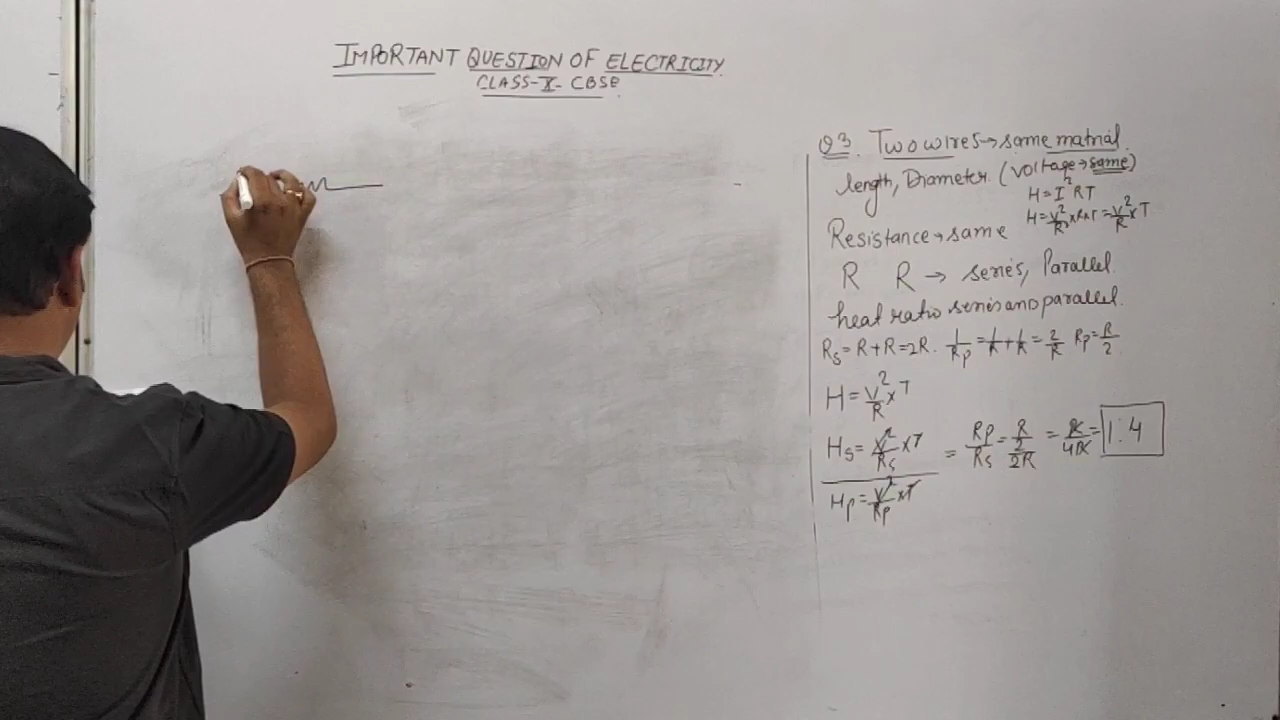 IMPORTANT QUESTION OF ELECTRICITY
CLASS-X- CBSE
Q3. Two wires→same matrial
length, Diameter. (voltage→same)
H=I²RT
H=V²/R²×R×T=V²/R×T
Resistance→same
R R → series, Parallel.
heat ratio series and parallel.
Rs=R+R=2R. 1/Rp=1/R+1/R=2/R Rp=R/2
H=V²/R×T
Hs=V²/Rs×T
Hp=V²/Rp×T
=Rp/Rs=R/2/2R=R/4R=1:4